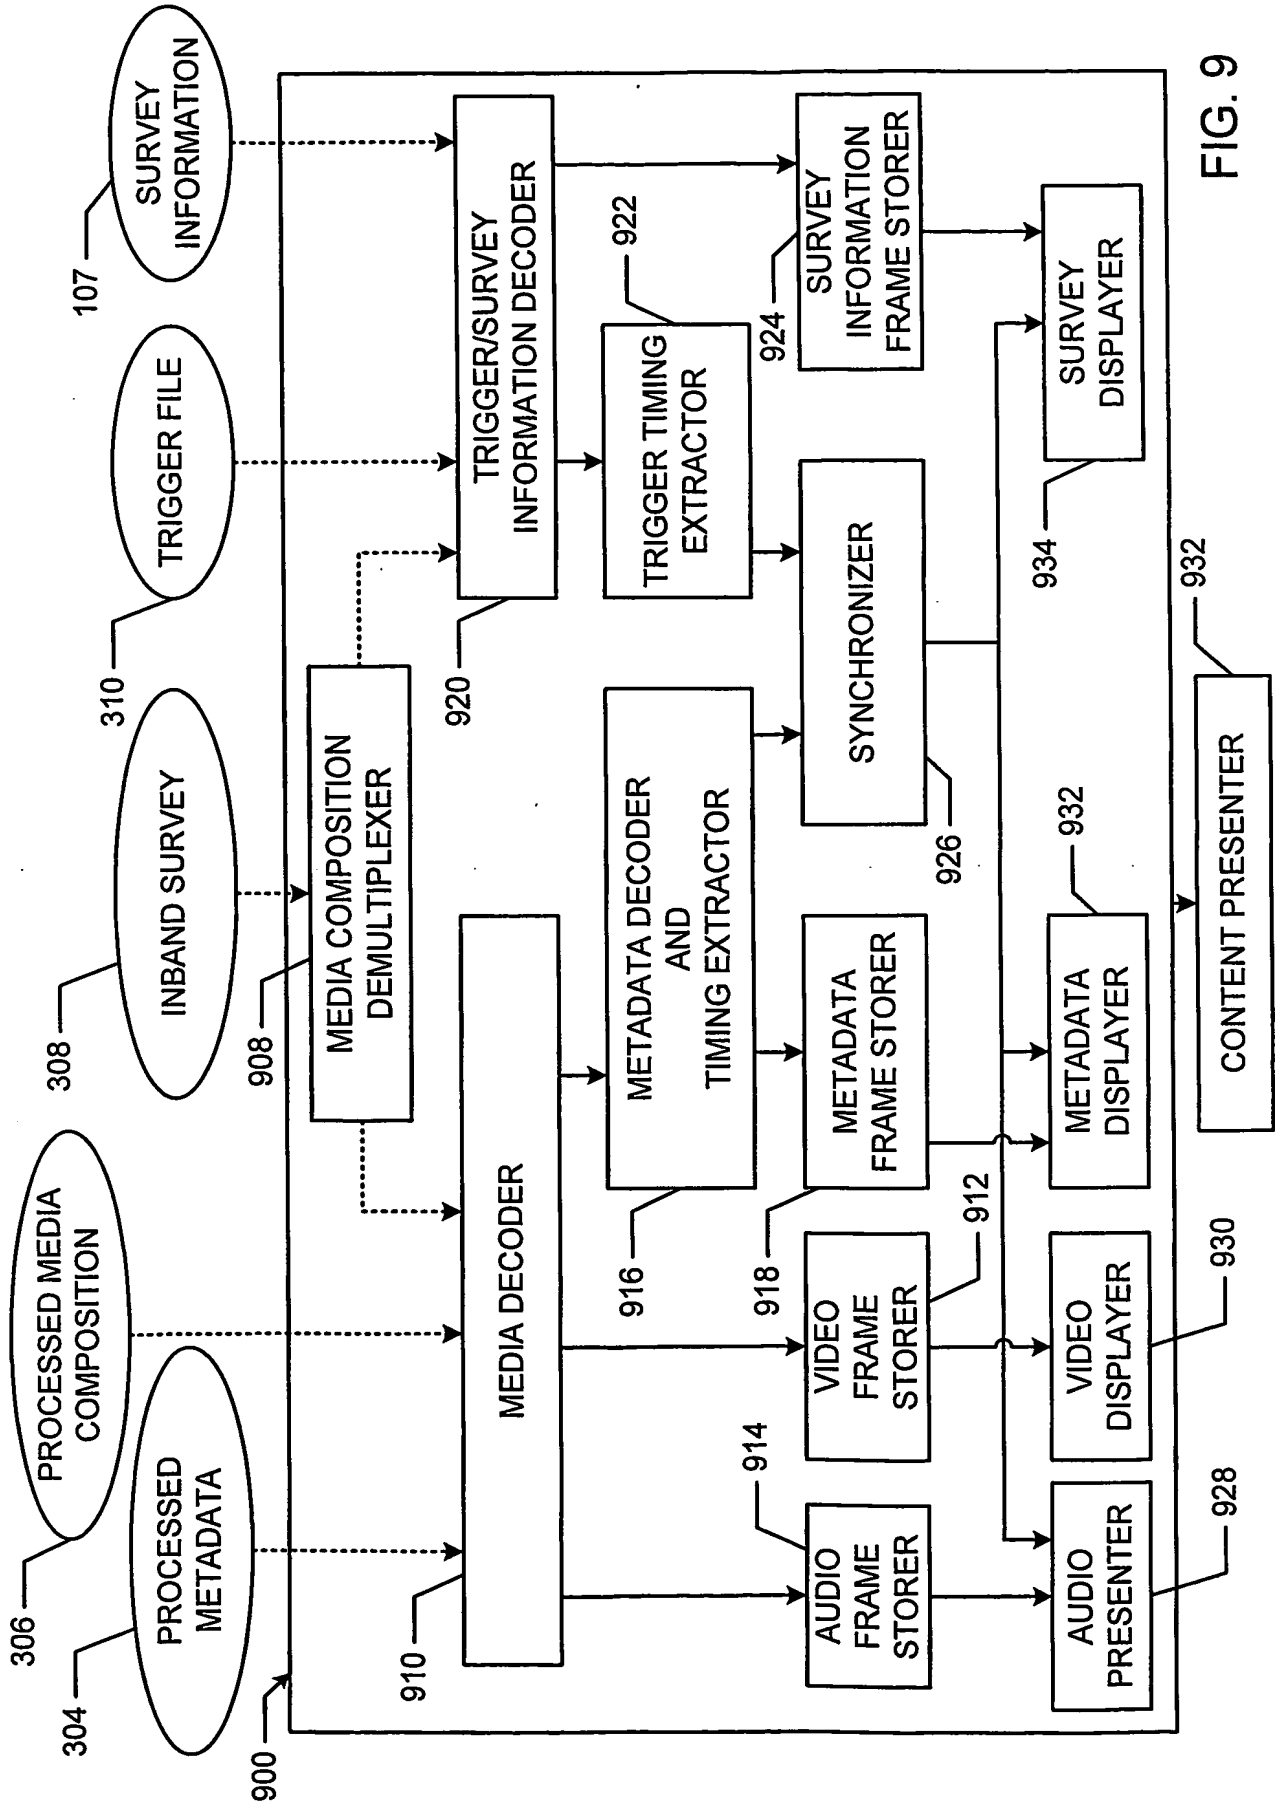 306
PROCESSED MEDIA
COMPOSITION
304
PROCESSED
METADATA
308
INBAND SURVEY
310
TRIGGER FILE
107
SURVEY
INFORMATION
900
908
MEDIA COMPOSITION
DEMULTIPLEXER
910
MEDIA DECODER
920
TRIGGER/SURVEY
INFORMATION DECODER
916
METADATA DECODER
AND
TIMING EXTRACTOR
TRIGGER TIMING
EXTRACTOR
922
914
AUDIO
FRAME
STORER
VIDEO
FRAME
STORER
912
918
METADATA
FRAME STORER
SYNCHRONIZER
926
924
SURVEY
INFORMATION
FRAME STORER
AUDIO
PRESENTER
928
VIDEO
DISPLAYER
930
METADATA
DISPLAYER
932
934
SURVEY
DISPLAYER
CONTENT PRESENTER
932
FIG. 9